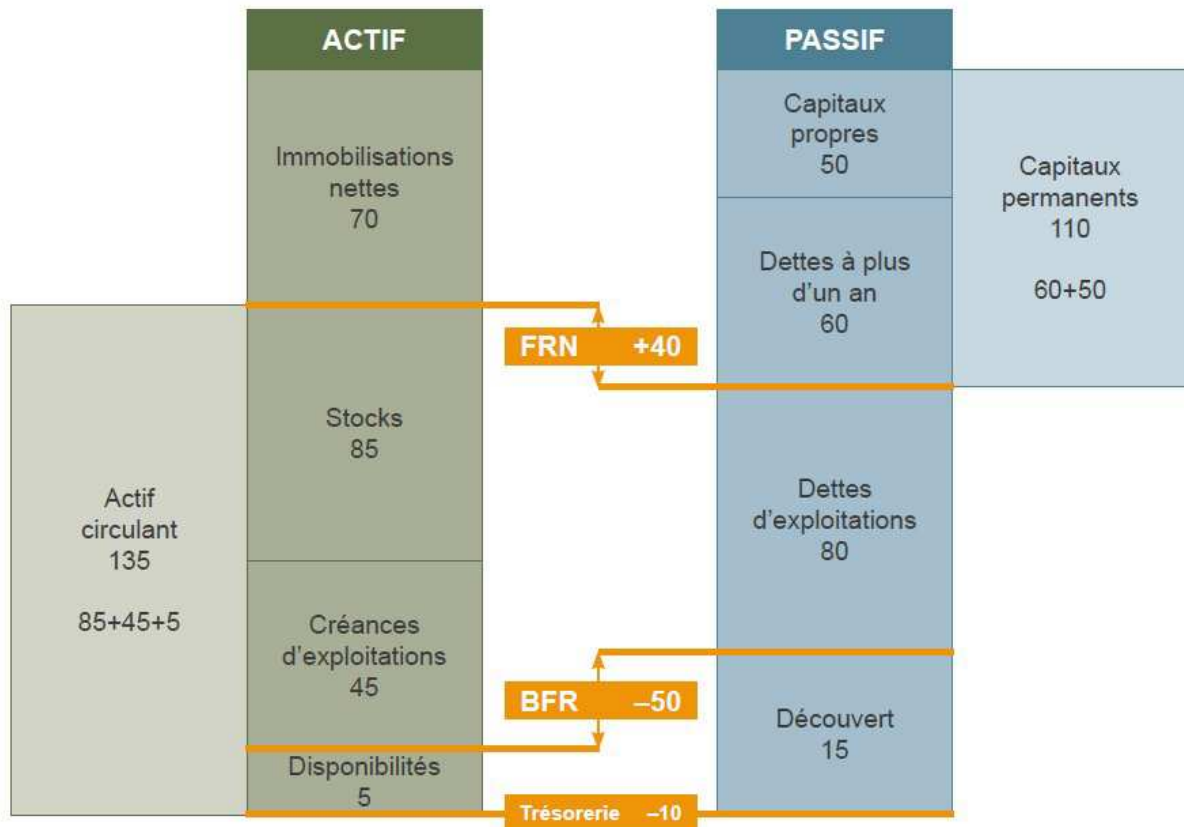 ACTIF
Immobilisations
nettes
70
Stocks
85
Créances
d’exploitations
45
Disponibilités
5
Actif
circulant
135
85+45+5
FRN +40
BFR –50
Trésorerie –10
PASSIF
Capitaux
propres
50
Dettes à plus
d’un an
60
Dettes
d’exploitations
80
Découvert
15
Capitaux
permanents
110
60+50